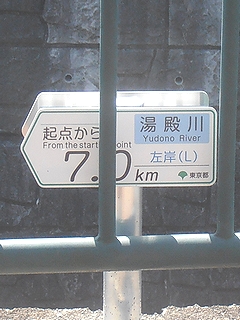 起点から
From the start point
7.0 km
湯殿川
Yudono River
左岸(L)
東京都